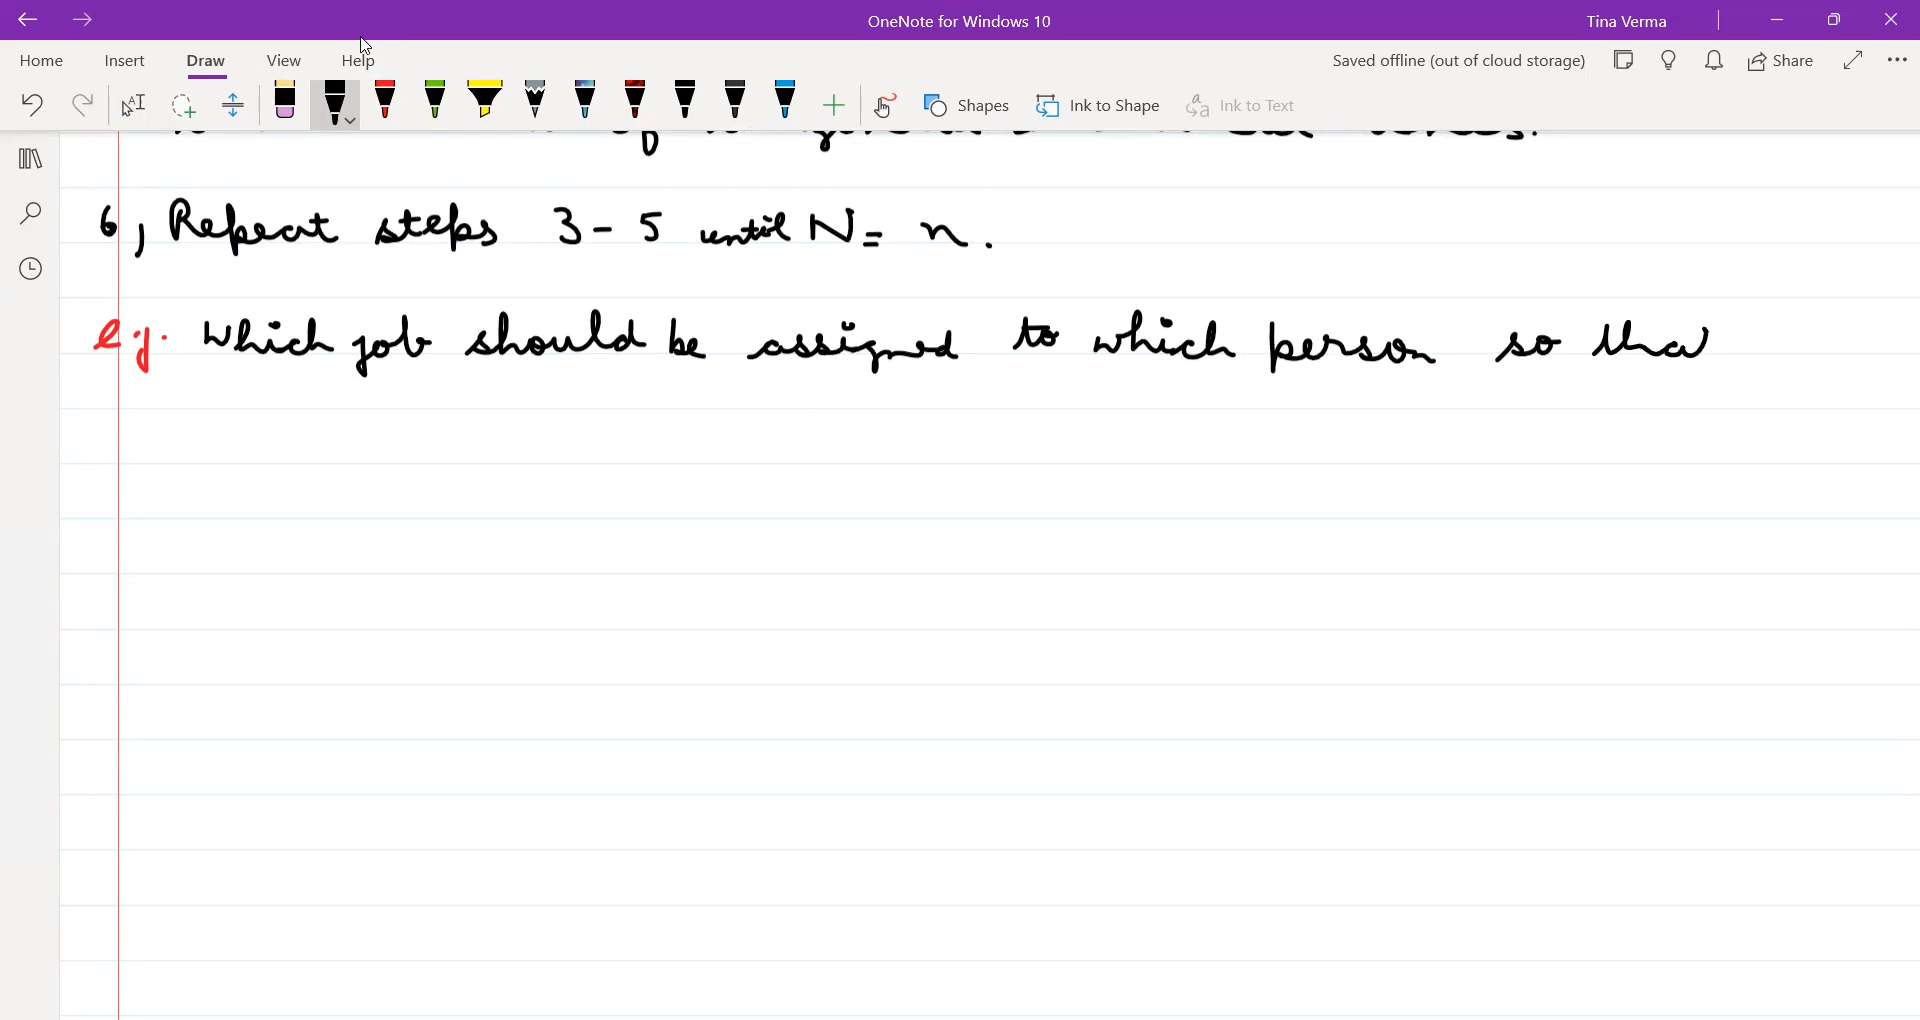 OneNote for Windows 10
Tina Verma
Home Insert Draw View Help
Saved offline (out of cloud storage)
Share
Shapes
Ink to Shape
Ink to Text
6, Repeat steps 3 - 5 until N = n.
eg. Which job should be assigned to which person so tha